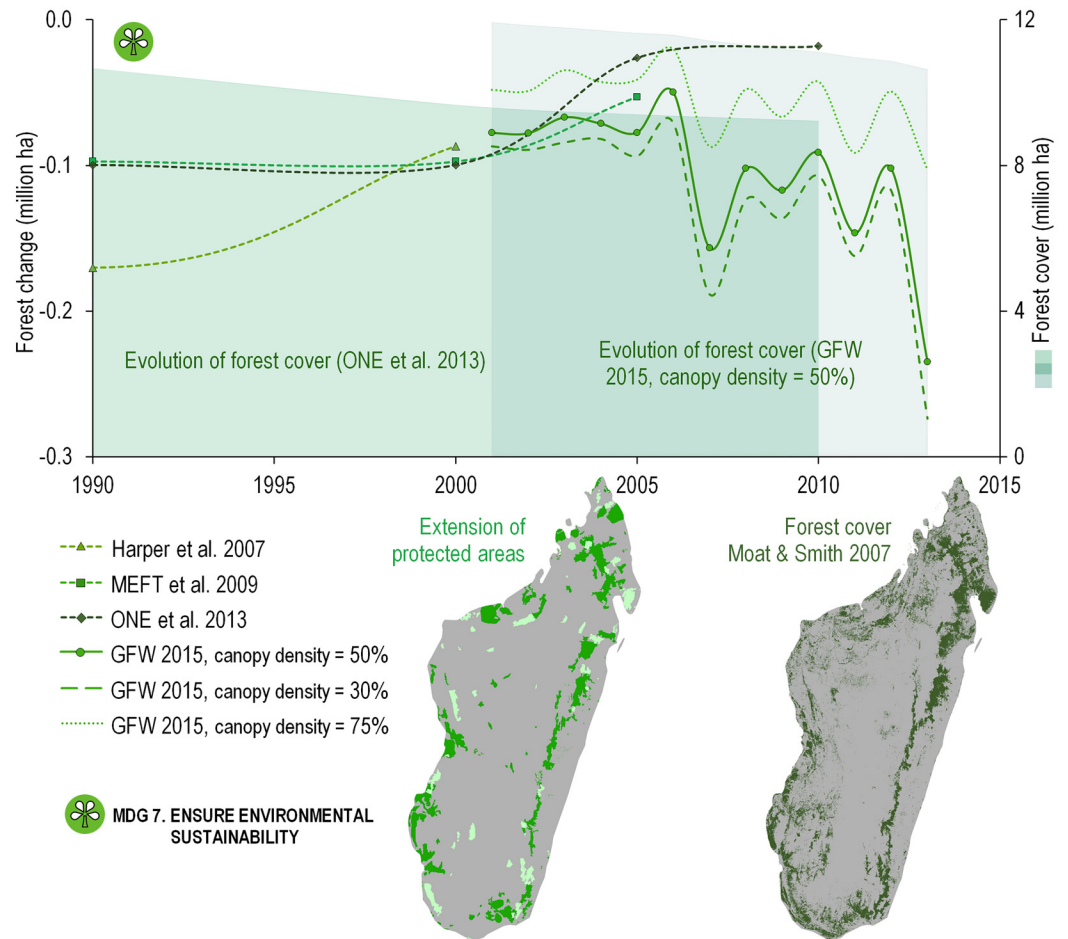 0.0
-0.1
-0.2
-0.3
Forest change (million ha)
12
8
4
0
Forest cover (million ha)
Evolution of forest cover (ONE et al. 2013)
Evolution of forest cover (GFW
2015, canopy density = 50%)
1990
1995
2000
2005
2010
2015
Harper et al. 2007
MEFT et al. 2009
ONE et al. 2013
GFW 2015, canopy density = 50%
GFW 2015, canopy density = 30%
GFW 2015, canopy density = 75%
MDG 7. ENSURE ENVIRONMENTAL
SUSTAINABILITY
Extension of
protected areas
Forest cover
Moat & Smith 2007